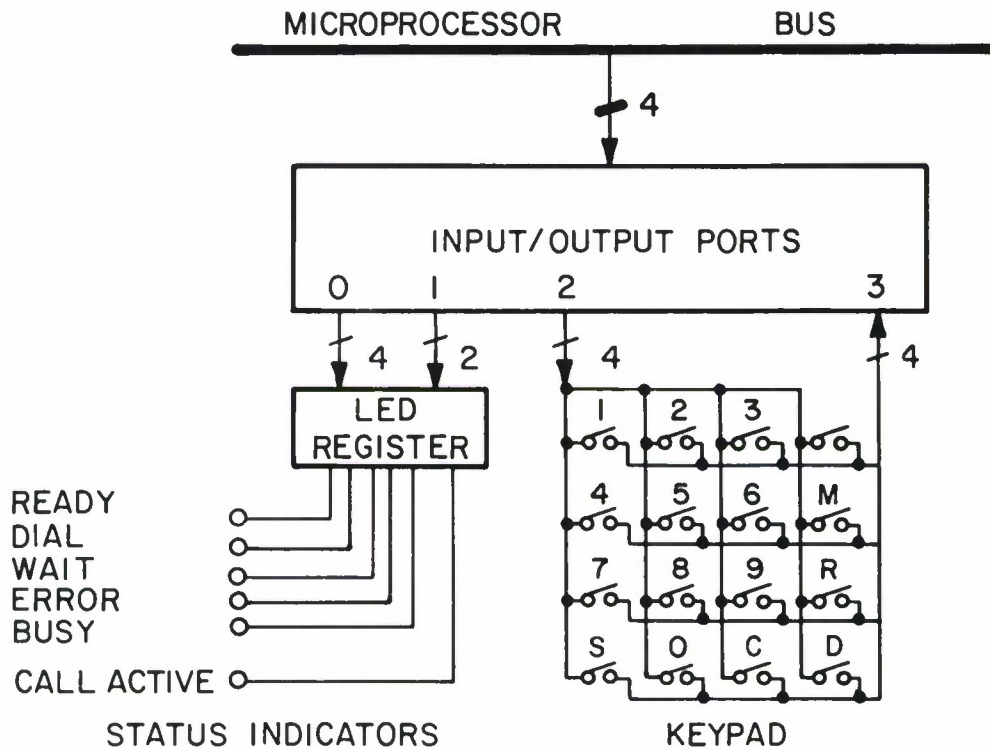 MICROPROCESSOR BUS
4
INPUT/OUTPUT PORTS
0 1 2 3
4 2 4 4
LED
REGISTER
1 2 3
4 5 6 M
7 8 9 R
S 0 C D
READY
DIAL
WAIT
ERROR
BUSY
CALL ACTIVE
STATUS INDICATORS
KEYPAD